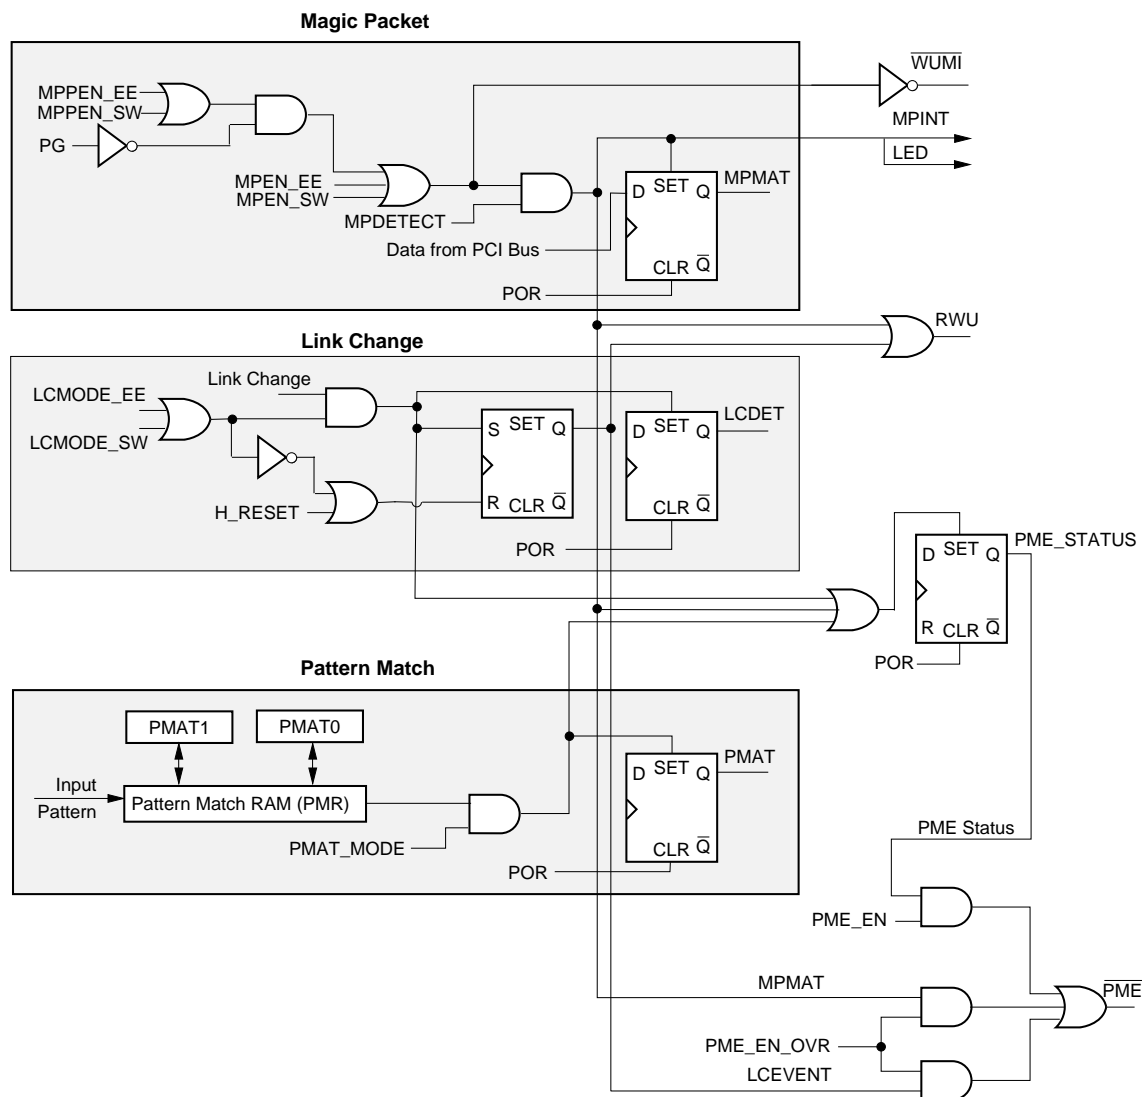 Magic Packet
WUMI
MPPEN_EE
MPPEN_SW
MPINT
PG
LED
MPEN_EE
MPEN_SW
D SET Q
MPMAT
MPDETECT
Data from PCI Bus
CLR Q
POR
RWU
Link Change
Link Change
LCMODE_EE
LCMODE_SW
S SET Q
D SET Q
LCDET
R CLR Q
CLR Q
H_RESET
POR
D SET Q
PME_STATUS
R CLR Q
POR
Pattern Match
PMAT1
PMAT0
D SET Q
PMAT
Input
Pattern
Pattern Match RAM (PMR)
PMAT_MODE
CLR Q
POR
PME Status
PME_EN
MPMAT
PME
PME_EN_OVR
LCEVENT